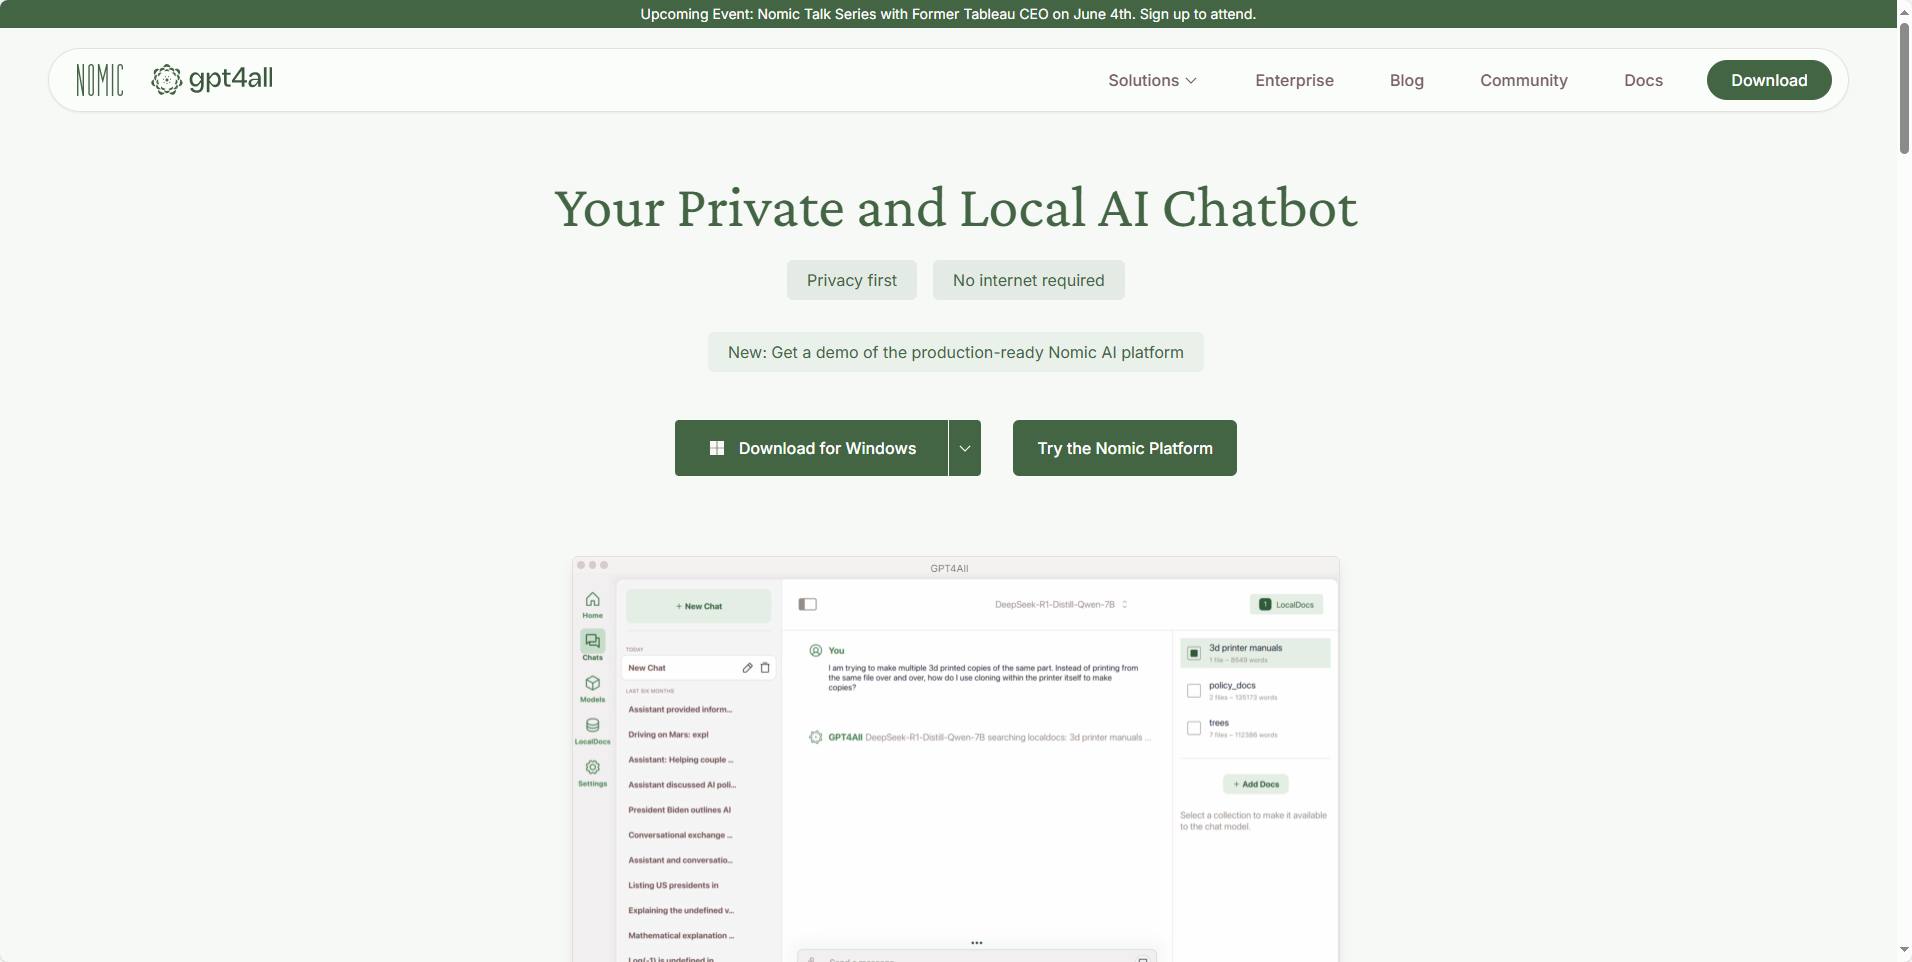 Upcoming Event: Nomic Talk Series with Former Tableau CEO on June 4th. Sign up to attend.
NOMIC
gpt4all
Solutions
Enterprise
Blog
Community
Docs
Download
Your Private and Local AI Chatbot
Privacy first
No internet required
New: Get a demo of the production-ready Nomic AI platform
Download for Windows
Try the Nomic Platform
GPT4All
Home
Chats
Models
LocalDocs
Settings
+ New Chat
TODAY
New Chat
LAST SIX MONTHS
Assistant provided inform...
Driving on Mars: expl
Assistant: Helping couple ...
Assistant discussed AI poli...
President Biden outlines AI
Conversational exchange ...
Assistant and conversatio...
Listing US presidents in
Explaining the undefined v...
Mathematical explanation ...
Log(-1) is undefined in
DeepSeek-R1-Distill-Qwen-7B
1 LocalDocs
You
I am trying to make multiple 3d printed copies of the same part. Instead of printing from
the same file over and over, how do I use cloning within the printer itself to make
copies?
GPT4All DeepSeek-R1-Distill-Qwen-7B searching localdocs: 3d printer manuals ...
Send a message...
3d printer manuals
1 file – 8549 words
policy_docs
2 files – 135173 words
trees
7 files – 112386 words
+ Add Docs
Select a collection to make it available
to the chat model.